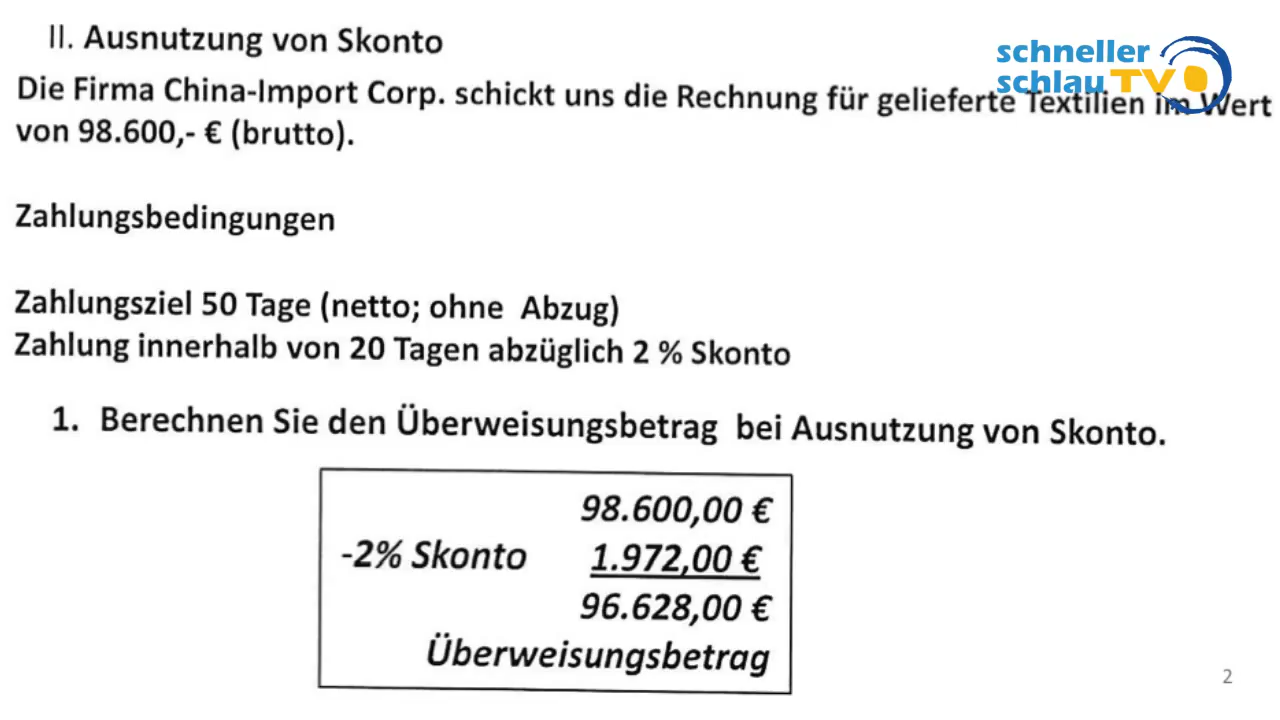 II. Ausnutzung von Skonto
schneller
schlau TV
Die Firma China-Import Corp. schickt uns die Rechnung für gelieferte Textilien im Wert
von 98.600,- € (brutto).
Zahlungsbedingungen
Zahlungsziel 50 Tage (netto; ohne Abzug)
Zahlung innerhalb von 20 Tagen abzüglich 2 % Skonto
1. Berechnen Sie den Überweisungsbetrag bei Ausnutzung von Skonto.
98.600,00 €
-2% Skonto 1.972,00 €
96.628,00 €
Überweisungsbetrag
2